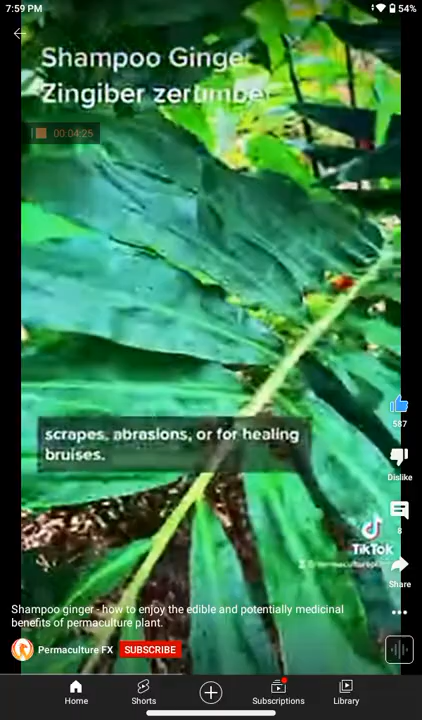 7:59 PM
54%
Shampoo Ginger
Zingiber zerumbet
00:04:25
587
scrapes, abrasions, or for healing
bruises.
Dislike
8
TikTok
Share
Shampoo ginger - how to enjoy the edible and potentially medicinal
benefits of permaculture plant.
Permaculture FX
SUBSCRIBE
Home
Shorts
Subscriptions
Library